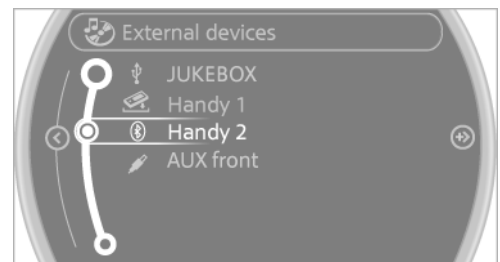 External devices
JUKEBOX
Handy 1
Handy 2
AUX front